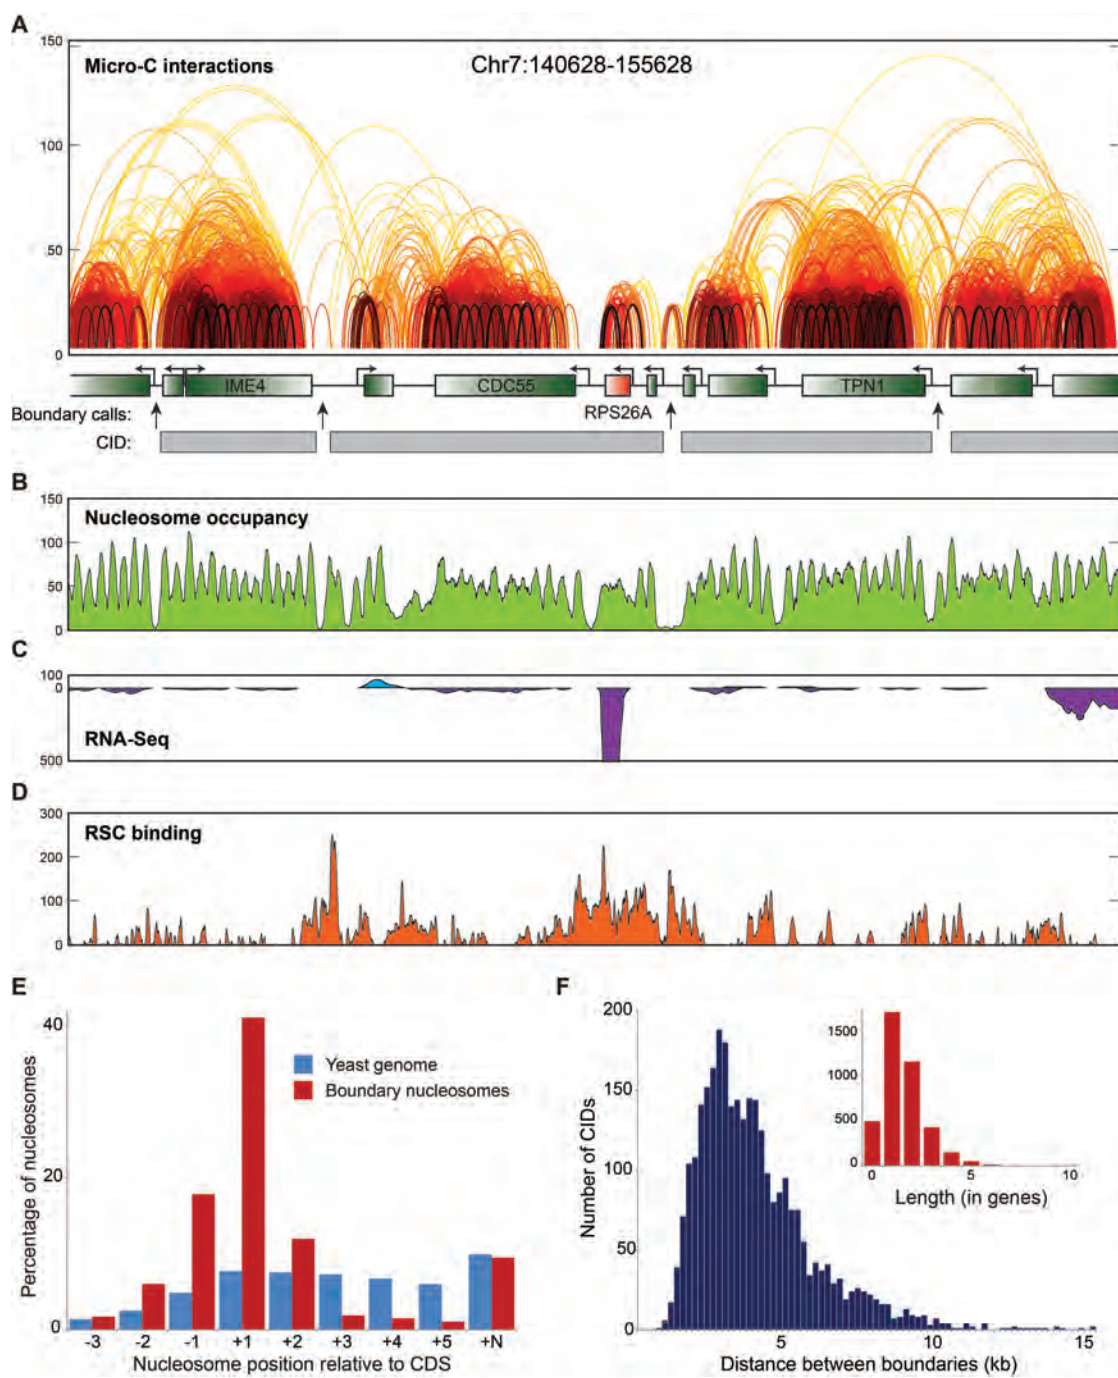 A
150
Micro-C interactions
Chr7:140628-155628
100
50
0
IME4
CDC55
RPS26A
TPN1
Boundary calls:
CID:
B
150
Nucleosome occupancy
100
50
0
C
100
0
RNA-Seq
500
D
300
RSC binding
200
100
0
E
40
Yeast genome
Boundary nucleosomes
20
0
Percentage of nucleosomes
-3 -2 -1 +1 +2 +3 +4 +5 +N
Nucleosome position relative to CDS
F
200
150
100
50
0
Number of CIDs
5 10 15
Distance between boundaries (kb)
1500
1000
500
0
0 5 10
Length (in genes)